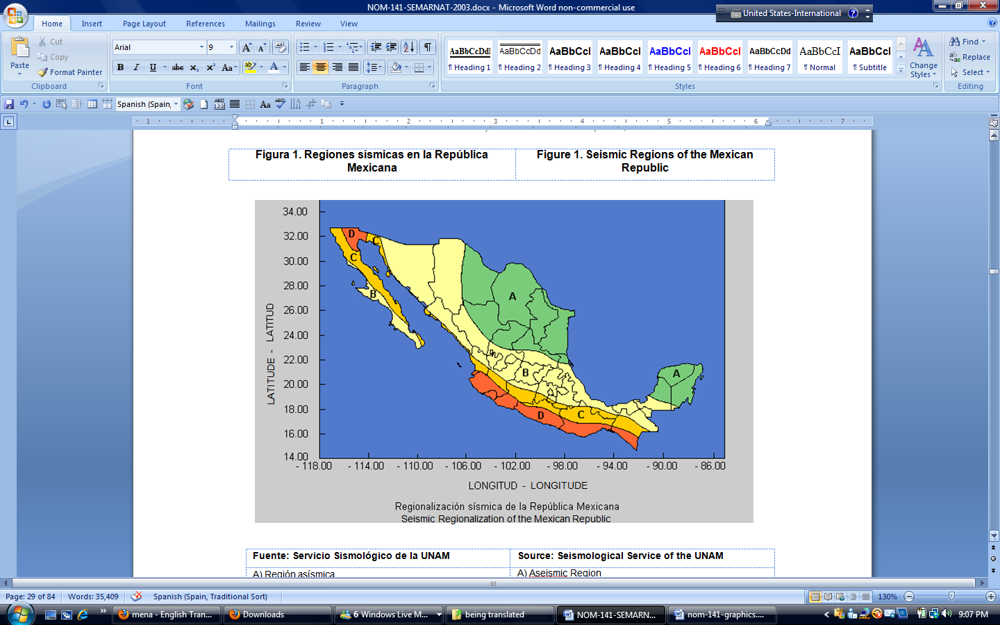 NOM-141-SEMARNAT-2003.docx - Microsoft Word non-commercial use
United States-International
Home Insert Page Layout References Mailings Review View
Paste
Cut
Copy
Format Painter
Clipboard
Arial 9
Font
Paragraph
AaBbCcDd AaBbCcDd AaBbCcI AaBbCcI AaBbCcI AaBbCcI AaBbCcDd AaBbCcI AaBbCcI
¶ Heading 1 ¶ Heading 2 ¶ Heading 3 ¶ Heading 4 ¶ Heading 5 ¶ Heading 6 ¶ Heading 7 ¶ Normal ¶ Subtitle
Change Styles
Styles
Find
Replace
Select
Editing
Spanish (Spain,
1 1 2 3 4 5 6 7
Figura 1. Regiones sísmicas en la República
Mexicana
Figure 1. Seismic Regions of the Mexican
Republic
34.00
32.00
30.00
28.00
26.00
24.00
22.00
20.00
18.00
16.00
14.00
LATITUDE - LATITUD
D
C
C
B
A
B
A
D
C
- 118.00 - 114.00 - 110.00 - 106.00 - 102.00 - 98.00 - 94.00 - 90.00 - 86.00
LONGITUD - LONGITUDE
Regionalización sísmica de la República Mexicana
Seismic Regionalization of the Mexican Republic
Fuente: Servicio Sismológico de la UNAM
Source: Seismological Service of the UNAM
A) Región asísmica
A) Aseismic Region
Page: 29 of 84 Words: 35,409 Spanish (Spain, Traditional Sort) 130%
mena - English Tran... Downloads 6 Windows Live M... being translated NOM-141-SEMARN... nom-141-graphics.... 9:07 PM